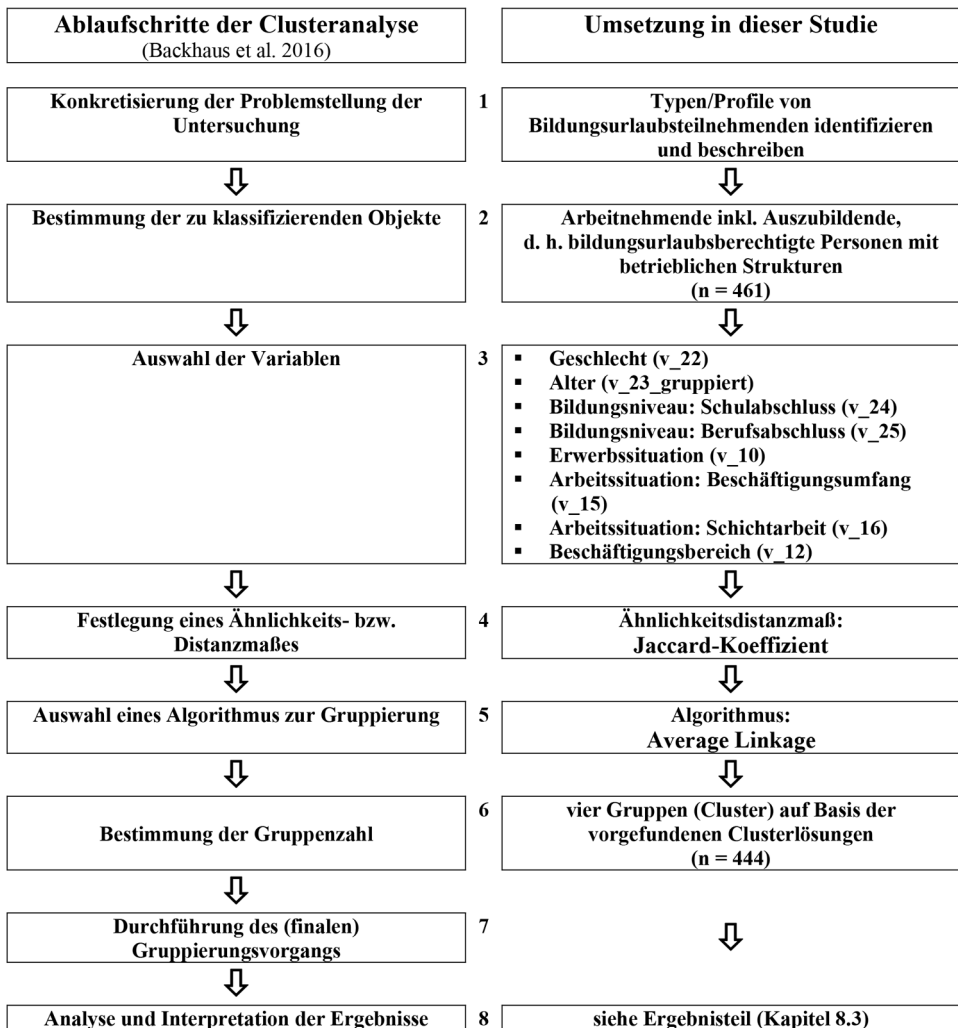 Ablaufschritte der Clusteranalyse
(Backhaus et al. 2016)
Umsetzung in dieser Studie
Konkretisierung der Problemstellung der
Untersuchung
1
Typen/Profile von
Bildungsurlaubsteilnehmenden identifizieren
und beschreiben
Bestimmung der zu klassifizierenden Objekte
2
Arbeitnehmende inkl. Auszubildende,
d. h. bildungsurlaubsberechtigte Personen mit
betrieblichen Strukturen
(n = 461)
Auswahl der Variablen
3
▪ Geschlecht (v_22)
▪ Alter (v_23_gruppiert)
▪ Bildungsniveau: Schulabschluss (v_24)
▪ Bildungsniveau: Berufsabschluss (v_25)
▪ Erwerbssituation (v_10)
▪ Arbeitssituation: Beschäftigungsumfang
(v_15)
▪ Arbeitssituation: Schichtarbeit (v_16)
▪ Beschäftigungsbereich (v_12)
Festlegung eines Ähnlichkeits- bzw.
Distanzmaßes
4
Ähnlichkeitsdistanzmaß:
Jaccard-Koeffizient
Auswahl eines Algorithmus zur Gruppierung
5
Algorithmus:
Average Linkage
Bestimmung der Gruppenzahl
6
vier Gruppen (Cluster) auf Basis der
vorgefundenen Clusterlösungen
(n = 444)
Durchführung des (finalen)
Gruppierungsvorgangs
7
Analyse und Interpretation der Ergebnisse
8
siehe Ergebnisteil (Kapitel 8.3)